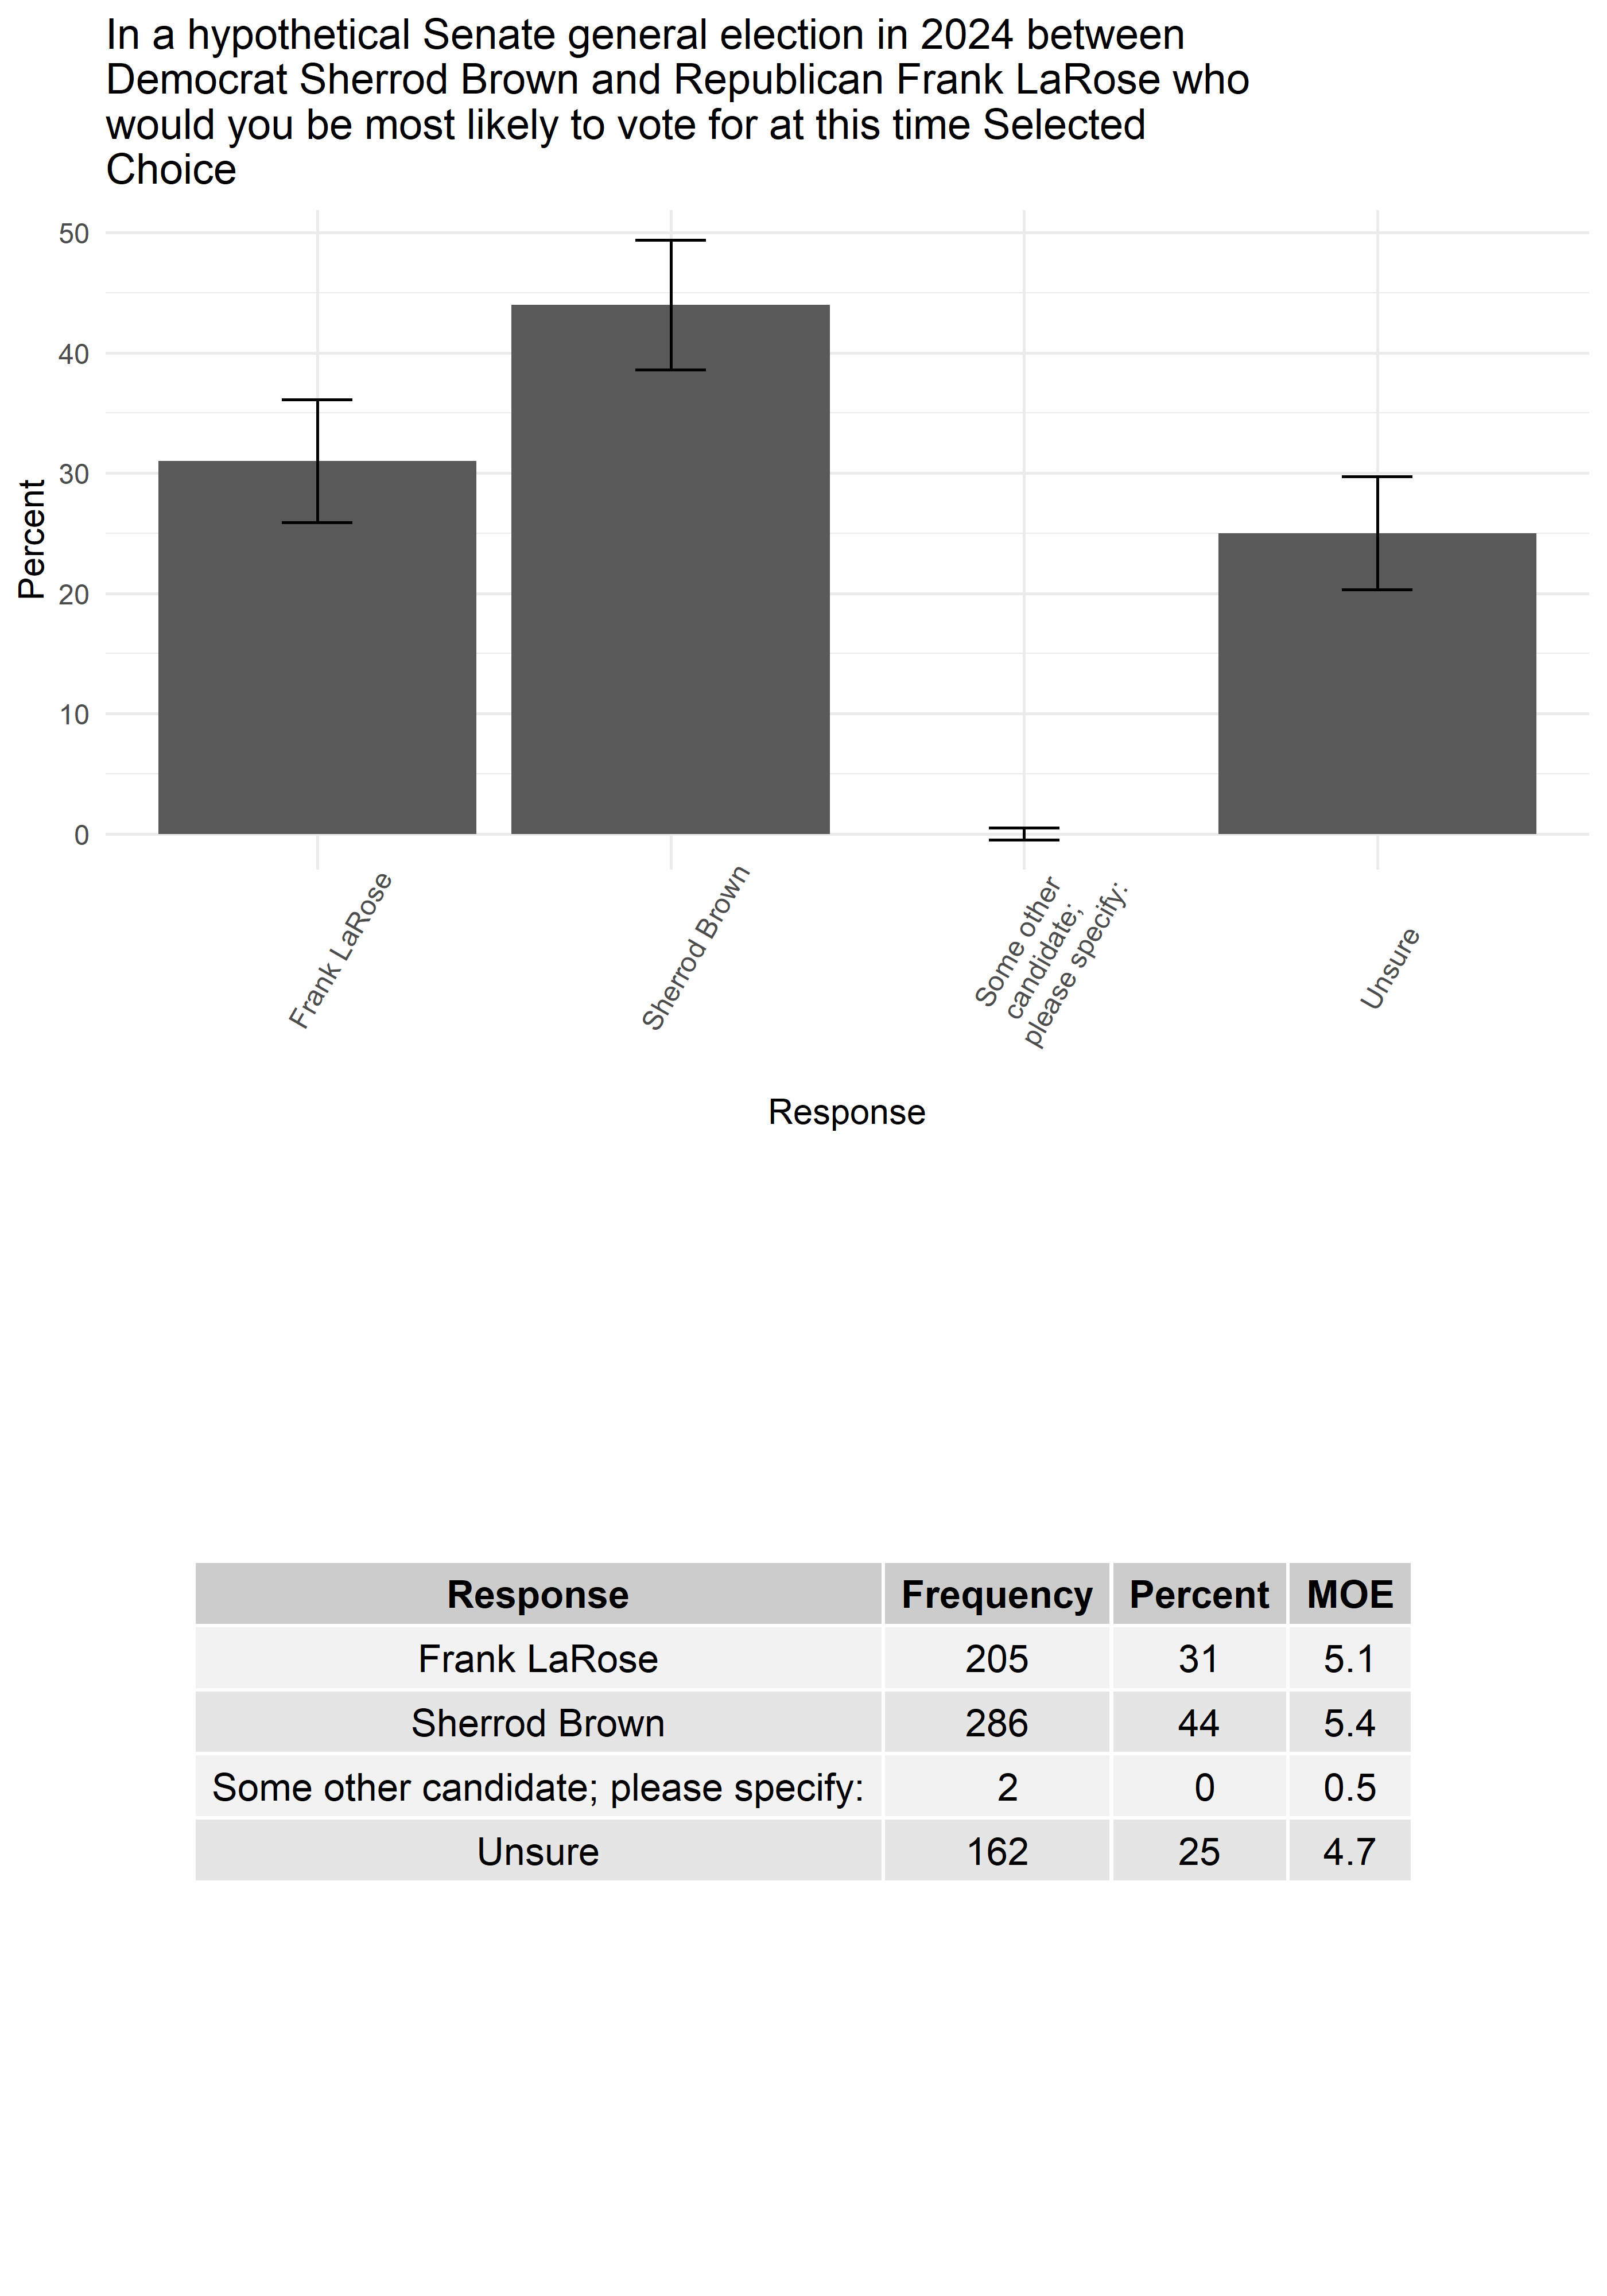 In a hypothetical Senate general election in 2024 between
Democrat Sherrod Brown and Republican Frank LaRose who
would you be most likely to vote for at this time Selected
Choice
50
40
30
20
10
0
Percent
Frank LaRose
Sherrod Brown
Some other
candidate;
please specify:
Unsure
Response
Response Frequency Percent MOE
Frank LaRose 205 31 5.1
Sherrod Brown 286 44 5.4
Some other candidate; please specify: 2 0 0.5
Unsure 162 25 4.7